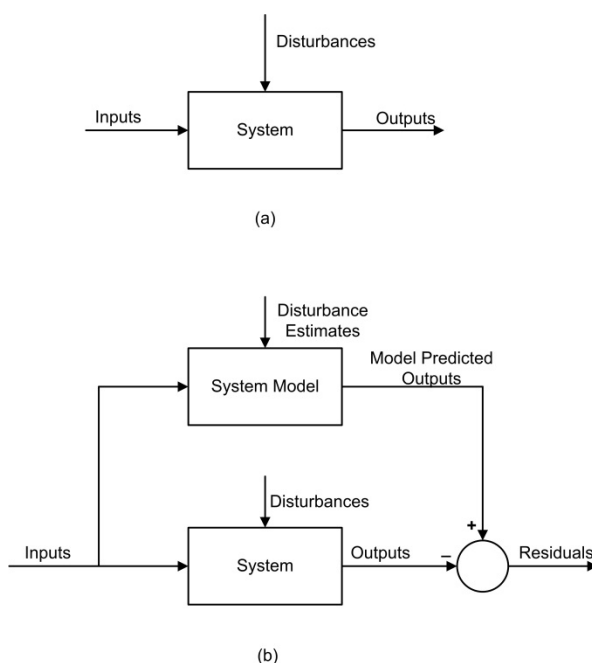 Disturbances
Inputs
System
Outputs
(a)
Disturbance
Estimates
System Model
Model Predicted
Outputs
Disturbances
+
Inputs
System
Outputs
–
Residuals
(b)